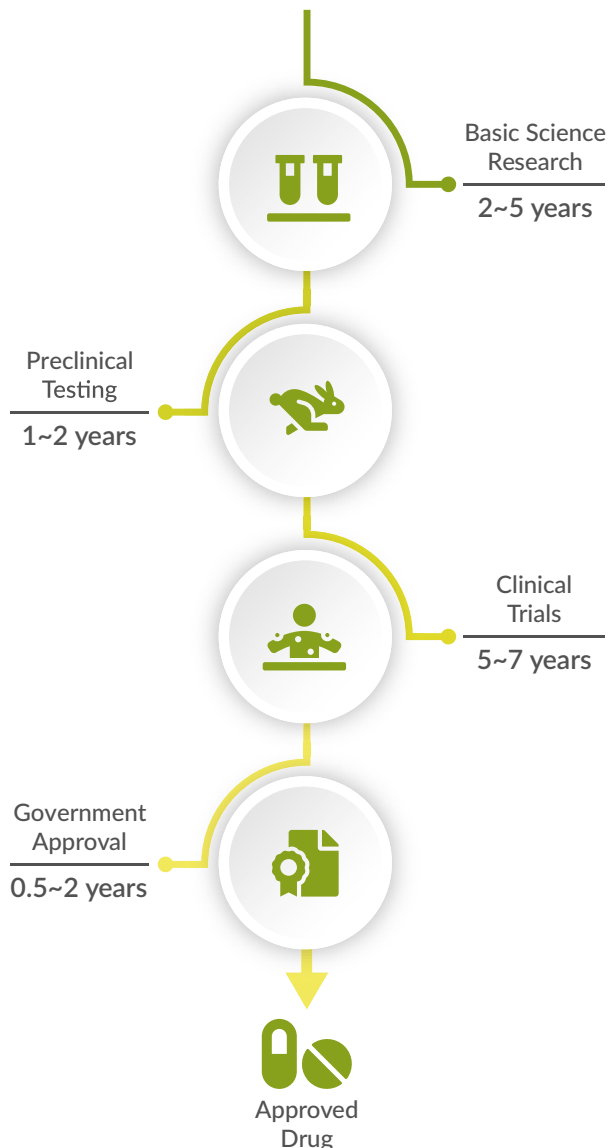 Basic Science
Research
2~5 years
Preclinical
Testing
1~2 years
Clinical
Trials
5~7 years
Government
Approval
0.5~2 years
Approved
Drug